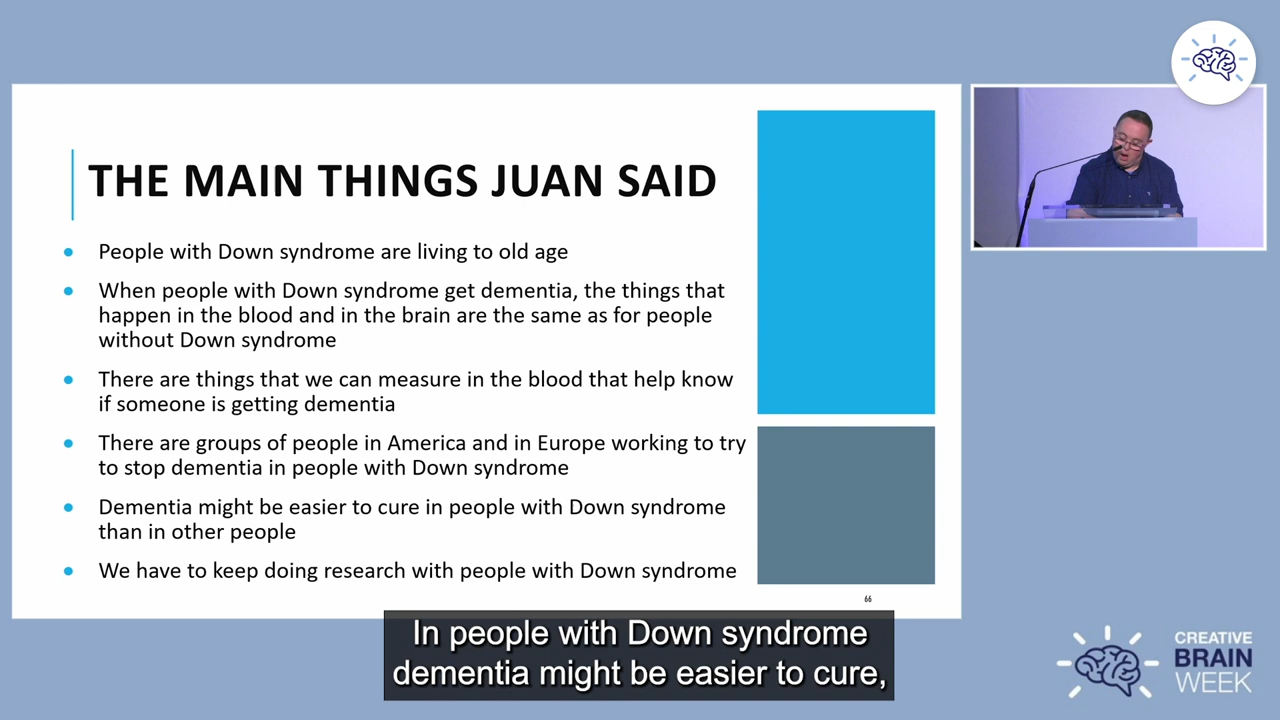 THE MAIN THINGS JUAN SAID
People with Down syndrome are living to old age
When people with Down syndrome get dementia, the things that
happen in the blood and in the brain are the same as for people
without Down syndrome
There are things that we can measure in the blood that help know
if someone is getting dementia
There are groups of people in America and in Europe working to try
to stop dementia in people with Down syndrome
Dementia might be easier to cure in people with Down syndrome
than in other people
We have to keep doing research with people with Down syndrome
66
In people with Down syndrome
dementia might be easier to cure,
CREATIVE
BRAIN
WEEK